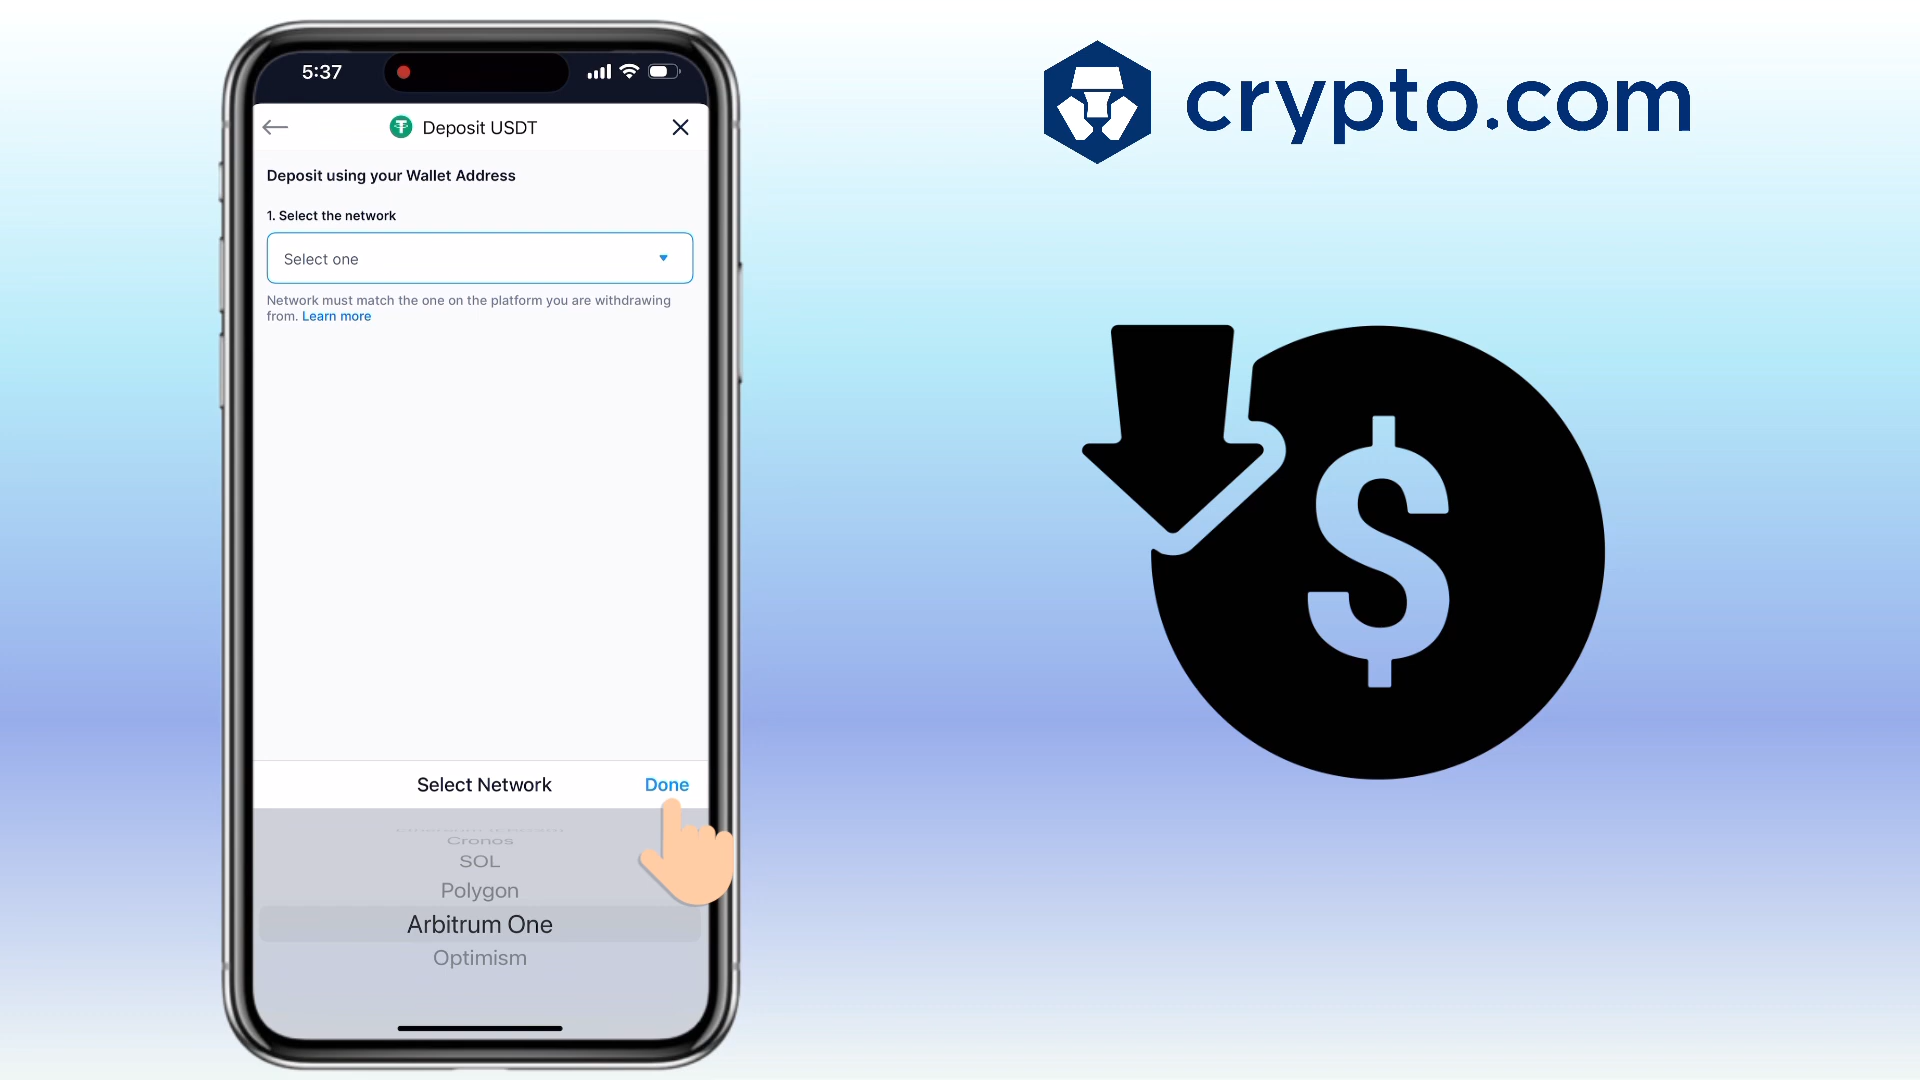 5:37
Deposit USDT
Deposit using your Wallet Address
1. Select the network
Select one
Network must match the one on the platform you are withdrawing
from. Learn more
Select Network
Done
Cronos
SOL
Polygon
Arbitrum One
Optimism
crypto.com
$